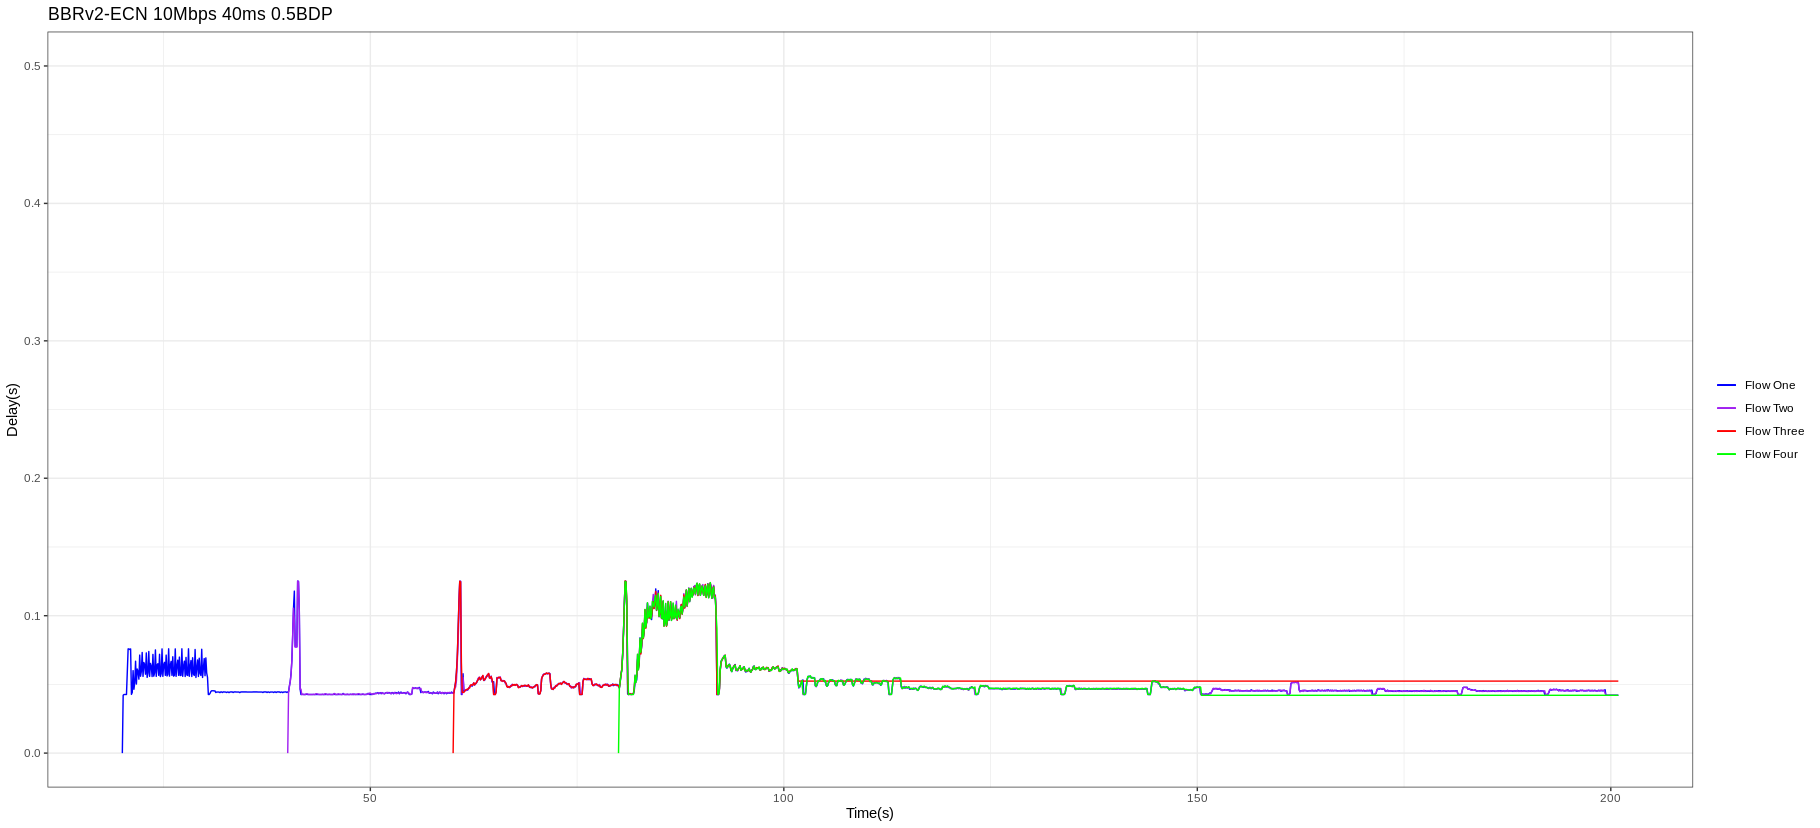 BBRv2-ECN 10Mbps 40ms 0.5BDP
0.5
0.4
0.3
0.2
0.1
0.0
Delay(s)
50
100
150
200
Time(s)
Flow One
Flow Two
Flow Three
Flow Four